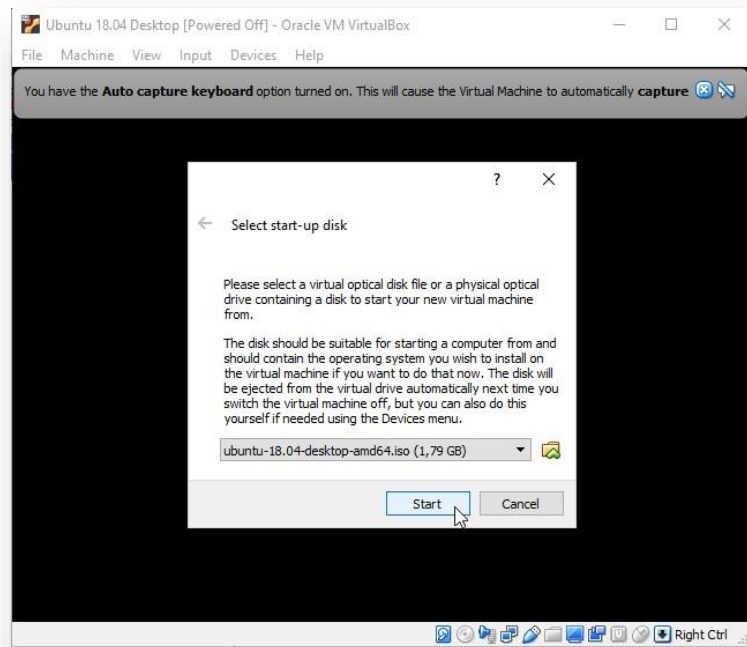 Ubuntu 18.04 Desktop [Powered Off] - Oracle VM VirtualBox
File Machine View Input Devices Help
You have the Auto capture keyboard option turned on. This will cause the Virtual Machine to automatically capture
?
Select start-up disk
Please select a virtual optical disk file or a physical optical
drive containing a disk to start your new virtual machine
from.
The disk should be suitable for starting a computer from and
should contain the operating system you wish to install on
the virtual machine if you want to do that now. The disk will
be ejected from the virtual drive automatically next time you
switch the virtual machine off, but you can also do this
yourself if needed using the Devices menu.
ubuntu-18.04-desktop-amd64.iso (1,79 GB)
Start Cancel
Right Ctrl